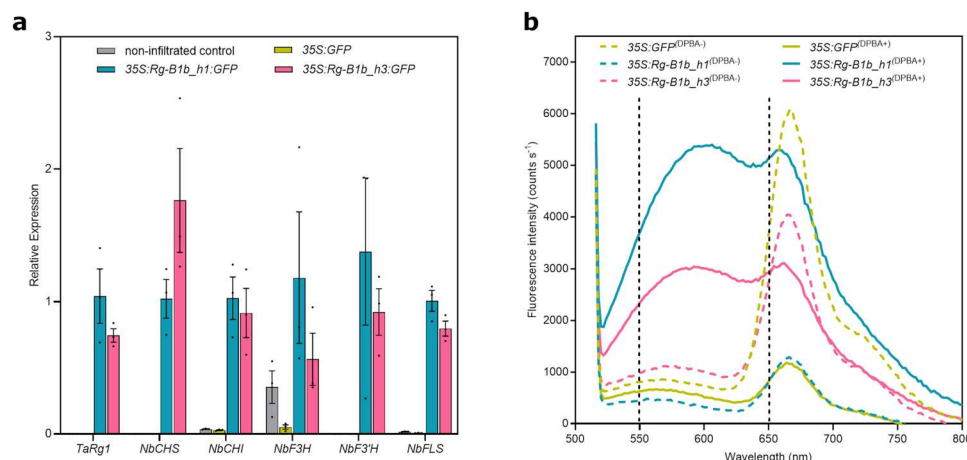 a
non-infiltrated control
35S:GFP
35S:Rg-B1b_h1:GFP
35S:Rg-B1b_h3:GFP
Relative Expression
3
2
1
0
TaRg1 NbCHS NbCHI NbF3H NbF3'H NbFLS
b
35S:GFP(DPBA-)
35S:GFP(DPBA+)
35S:Rg-B1b_h1(DPBA-)
35S:Rg-B1b_h1(DPBA+)
35S:Rg-B1b_h3(DPBA-)
35S:Rg-B1b_h3(DPBA+)
Fluorescence intensity (counts s-1)
7000
6000
5000
4000
3000
2000
1000
0
500 550 600 650 700 750 800
Wavelength (nm)